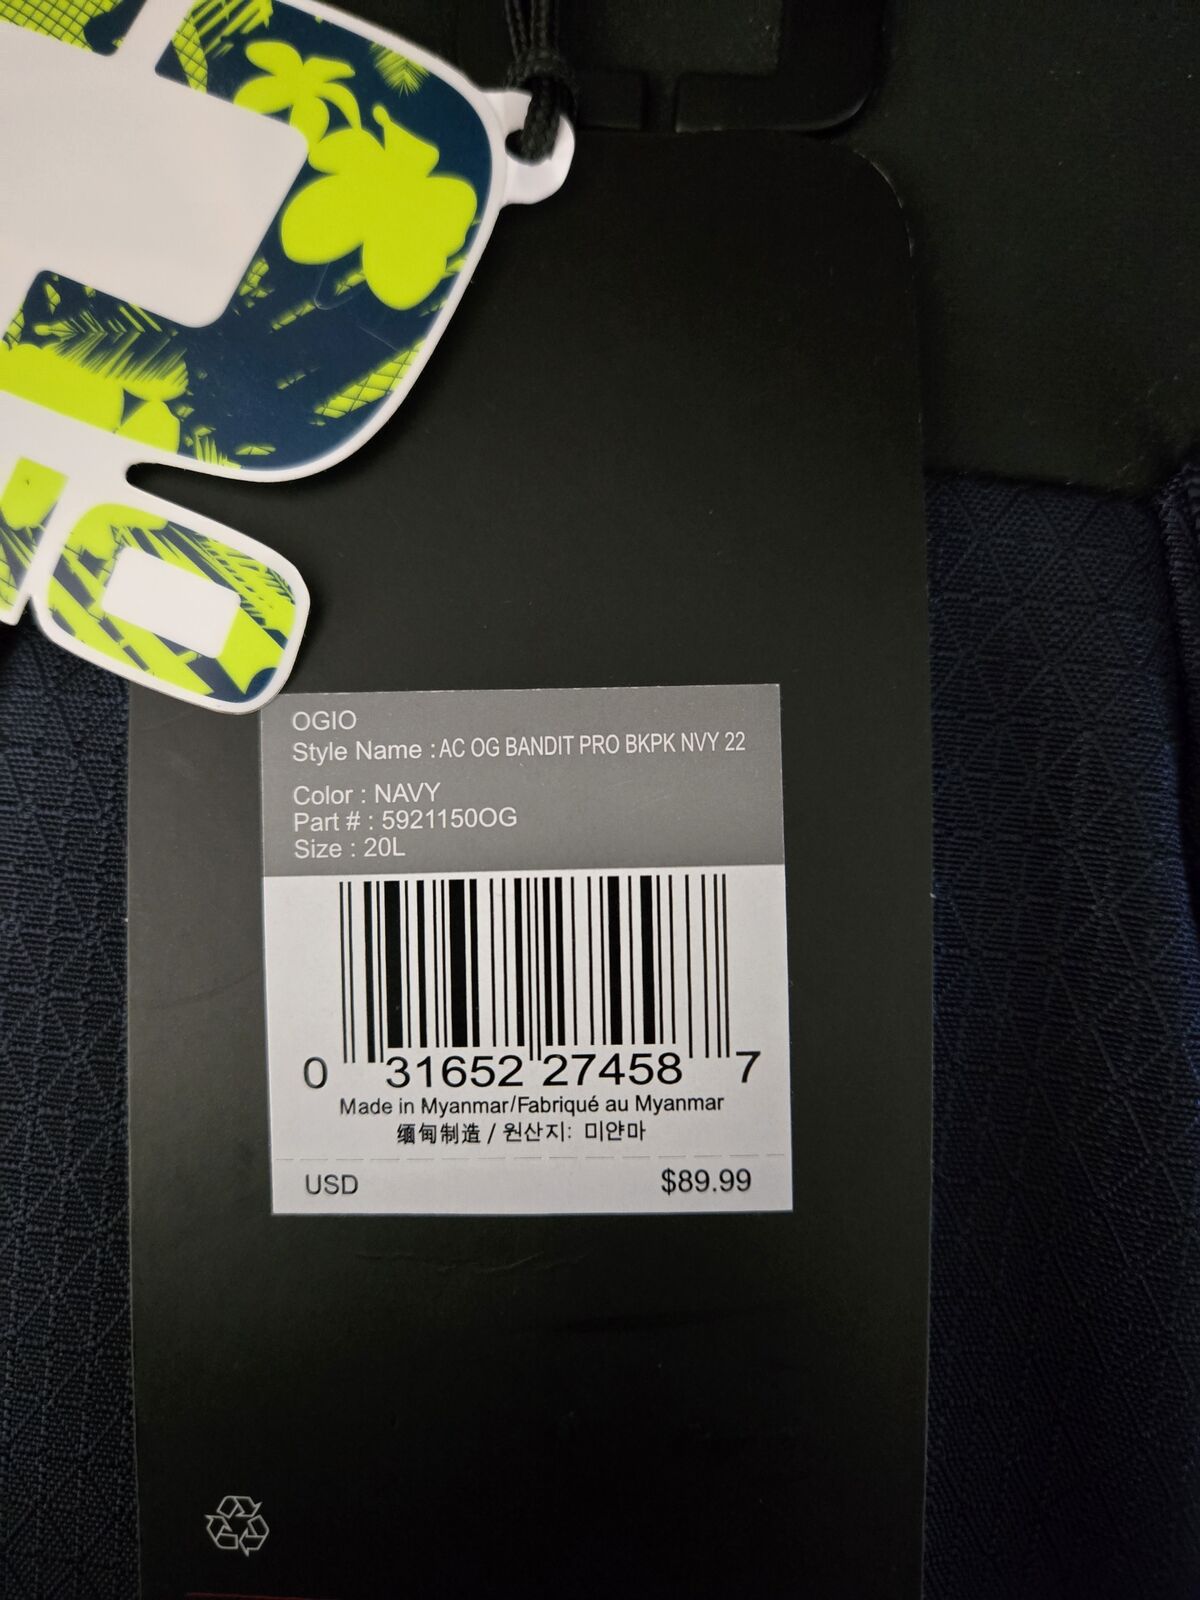 OGIO
Style Name : AC OG BANDIT PRO BKPK NVY 22
Color : NAVY
Part # : 5921150OG
Size : 20L
0 31652 27458 7
Made in Myanmar/Fabriqué au Myanmar
缅甸制造 / 원산지: 미얀마
USD $89.99